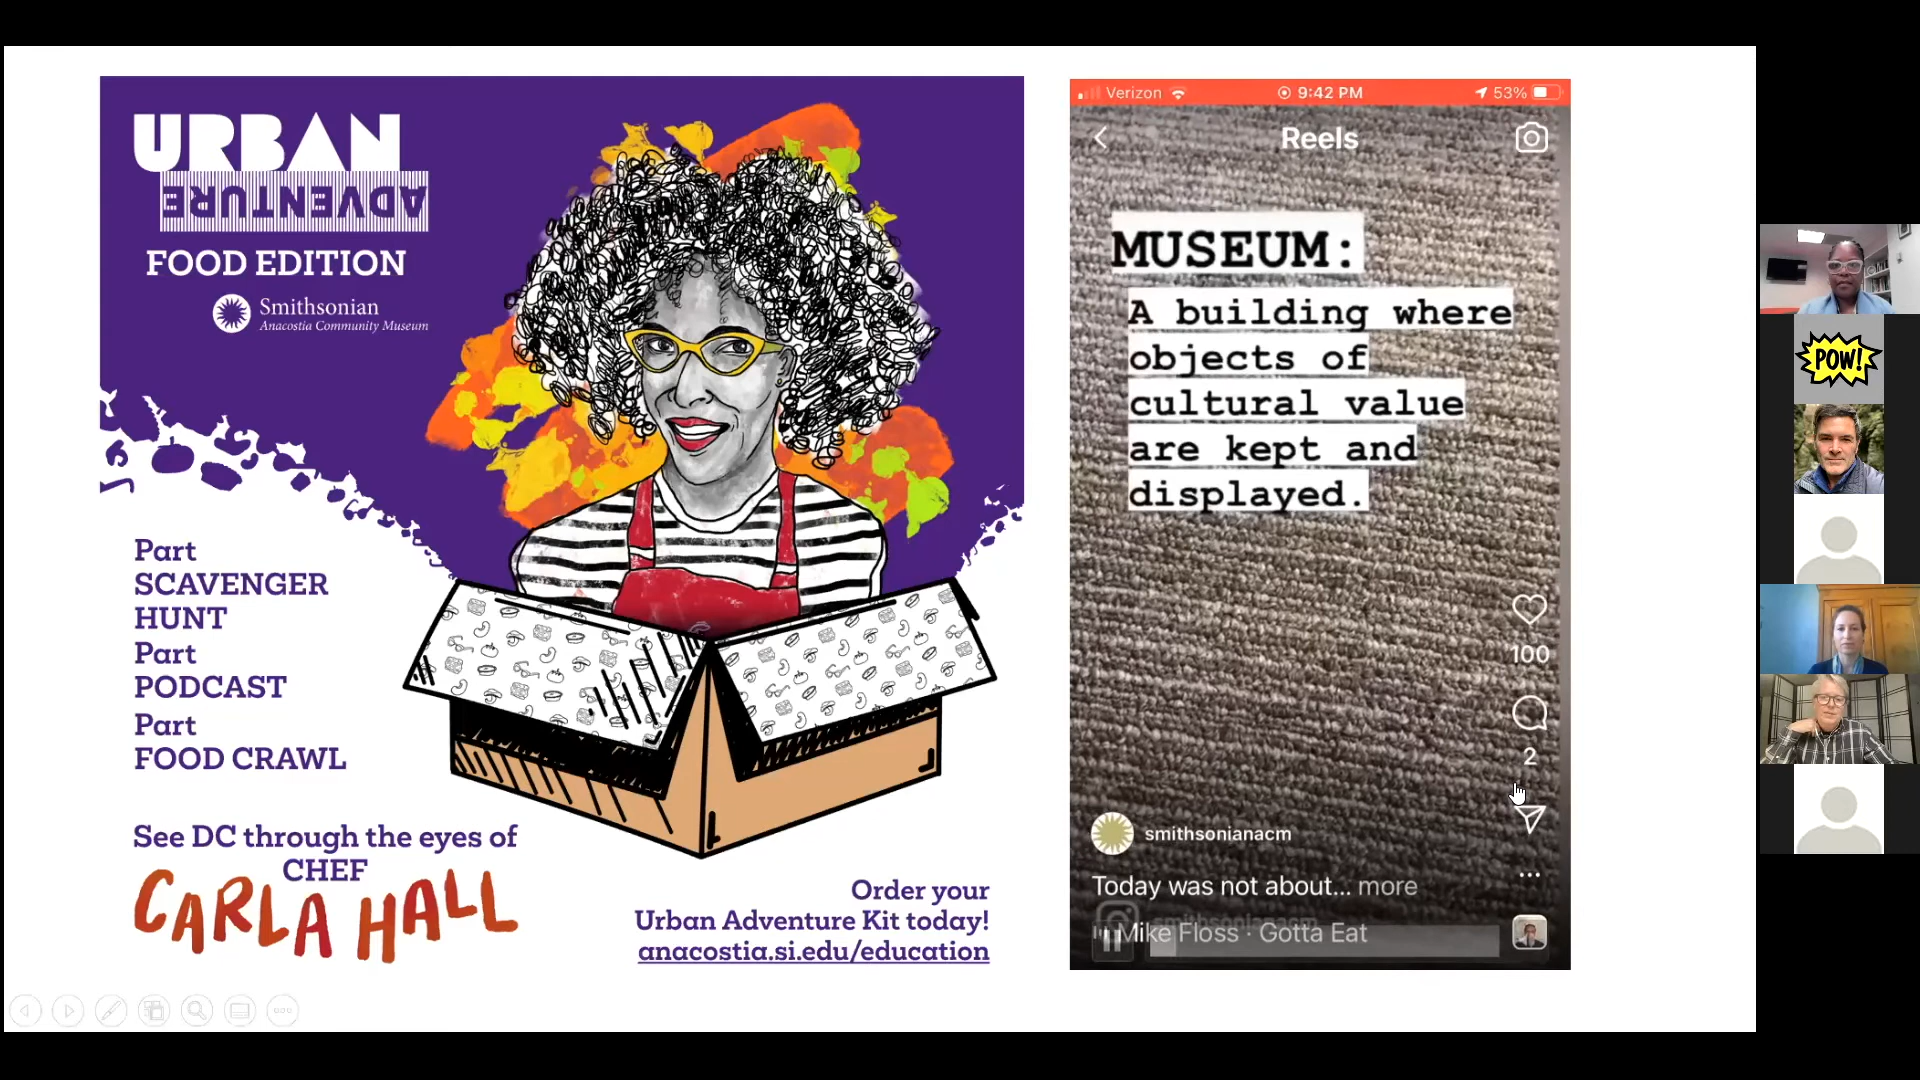 URBAN
ADVENTURE
FOOD EDITION
Smithsonian
Anacostia Community Museum
Part
SCAVENGER
HUNT
Part
PODCAST
Part
FOOD CRAWL
See DC through the eyes of
CHEF
CARLA HALL
Order your
Urban Adventure Kit today!
anacostia.si.edu/education
Verizon 9:42 PM 53%
Reels
MUSEUM:
A building where
objects of
cultural value
are kept and
displayed.
100
2
smithsonianacm
Today was not about... more
smithsonianacm
Mike Floss · Gotta Eat
POW!